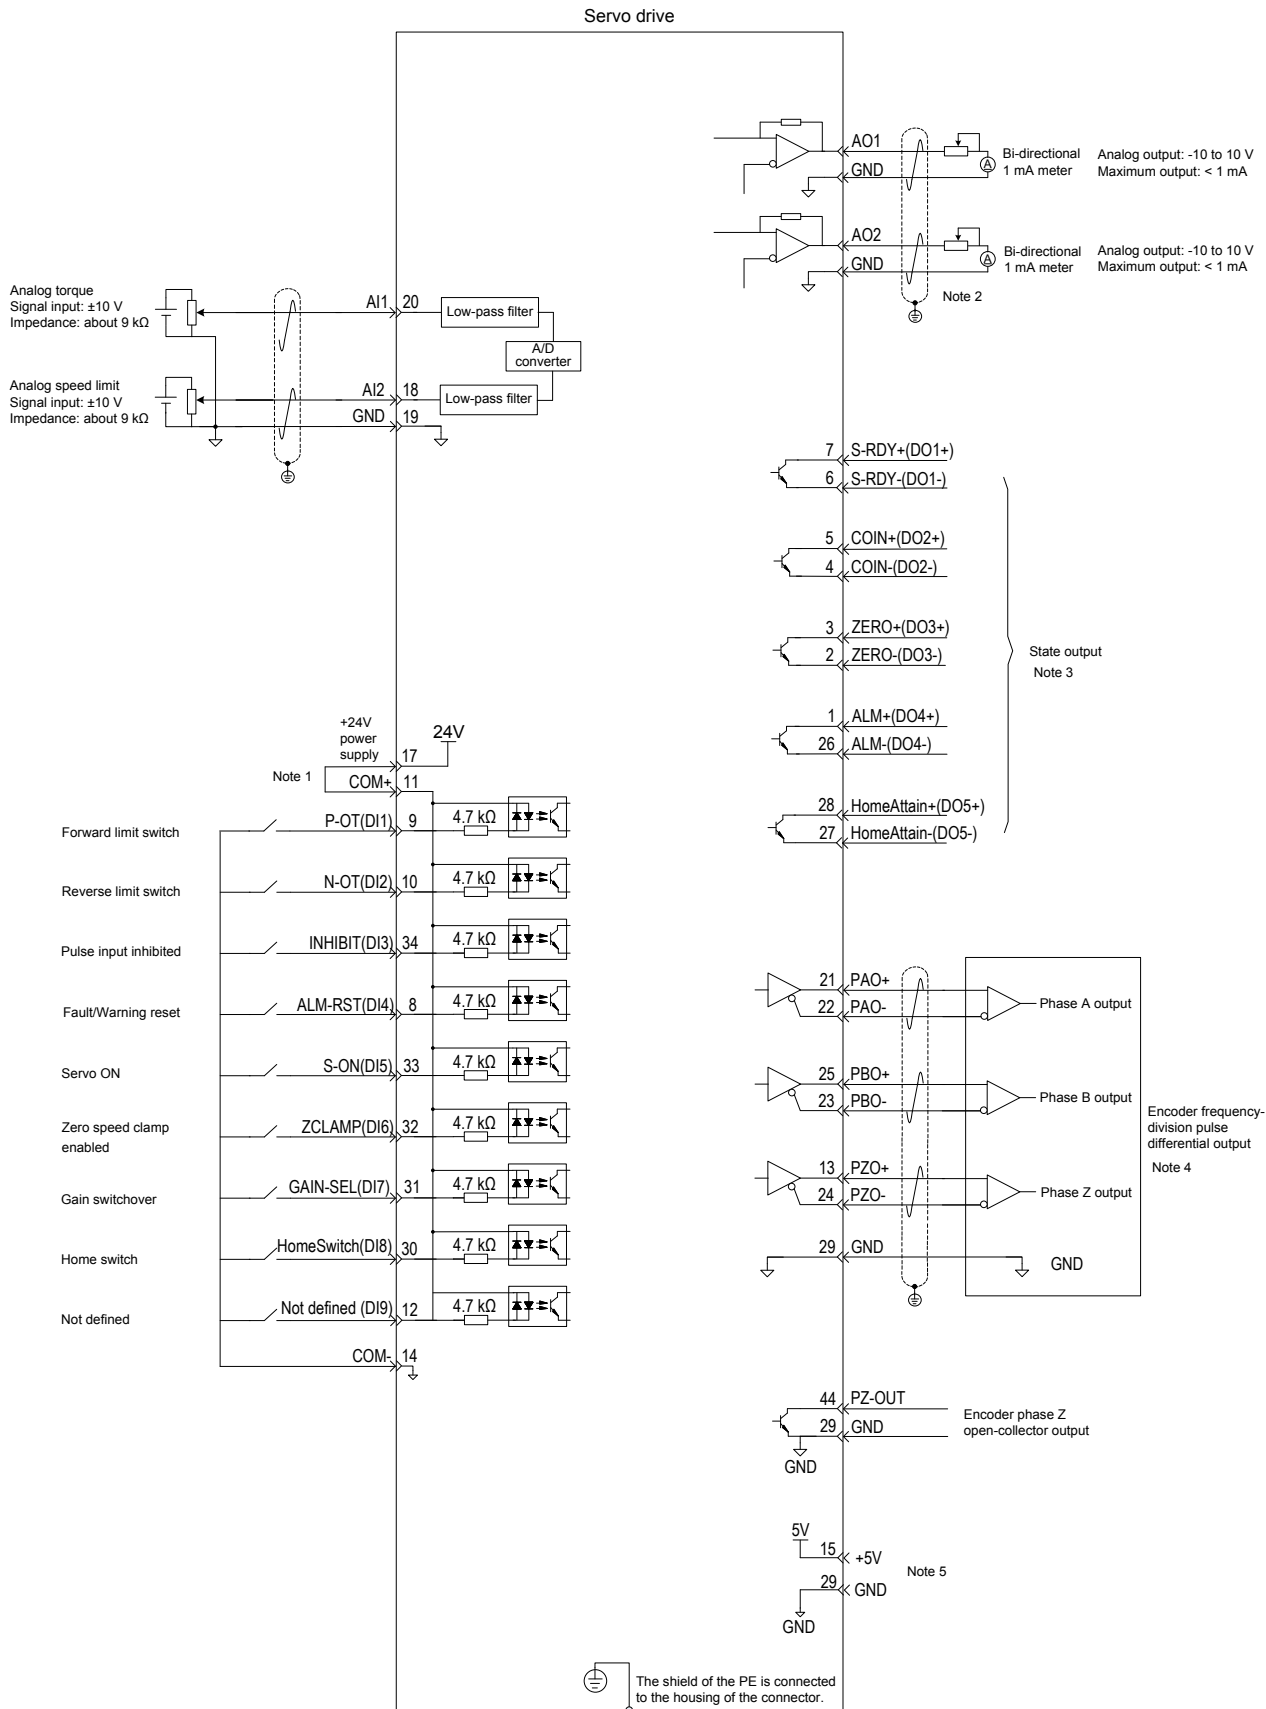 Servo drive
AO1
GND
Bi-directional
1 mA meter
A
Analog output: -10 to 10 V
Maximum output: < 1 mA
AO2
GND
Bi-directional
1 mA meter
A
Analog output: -10 to 10 V
Maximum output: < 1 mA
Note 2
Analog torque
Signal input: ±10 V
Impedance: about 9 kΩ
AI1 20
Low-pass filter
A/D
converter
Analog speed limit
Signal input: ±10 V
Impedance: about 9 kΩ
AI2 18
Low-pass filter
GND 19
7 S-RDY+(DO1+)
6 S-RDY-(DO1-)
5 COIN+(DO2+)
4 COIN-(DO2-)
3 ZERO+(DO3+)
2 ZERO-(DO3-)
1 ALM+(DO4+)
26 ALM-(DO4-)
28 HomeAttain+(DO5+)
27 HomeAttain-(DO5-)
State output
Note 3
+24V
power
supply
17
24V
Note 1
COM+ 11
Forward limit switch
P-OT(DI1) 9
4.7 kΩ
Reverse limit switch
N-OT(DI2) 10
4.7 kΩ
Pulse input inhibited
INHIBIT(DI3) 34
4.7 kΩ
Fault/Warning reset
ALM-RST(DI4) 8
4.7 kΩ
Servo ON
S-ON(DI5) 33
4.7 kΩ
Zero speed clamp
enabled
ZCLAMP(DI6) 32
4.7 kΩ
Gain switchover
GAIN-SEL(DI7) 31
4.7 kΩ
Home switch
HomeSwitch(DI8) 30
4.7 kΩ
Not defined
Not defined (DI9) 12
4.7 kΩ
COM- 14
21 PAO+
22 PAO-
Phase A output
25 PBO+
23 PBO-
Phase B output
13 PZO+
24 PZO-
Phase Z output
29 GND
GND
Encoder frequency-
division pulse
differential output
Note 4
44 PZ-OUT
29 GND
GND
Encoder phase Z
open-collector output
5V
15 +5V
Note 5
29 GND
GND
The shield of the PE is connected
to the housing of the connector.